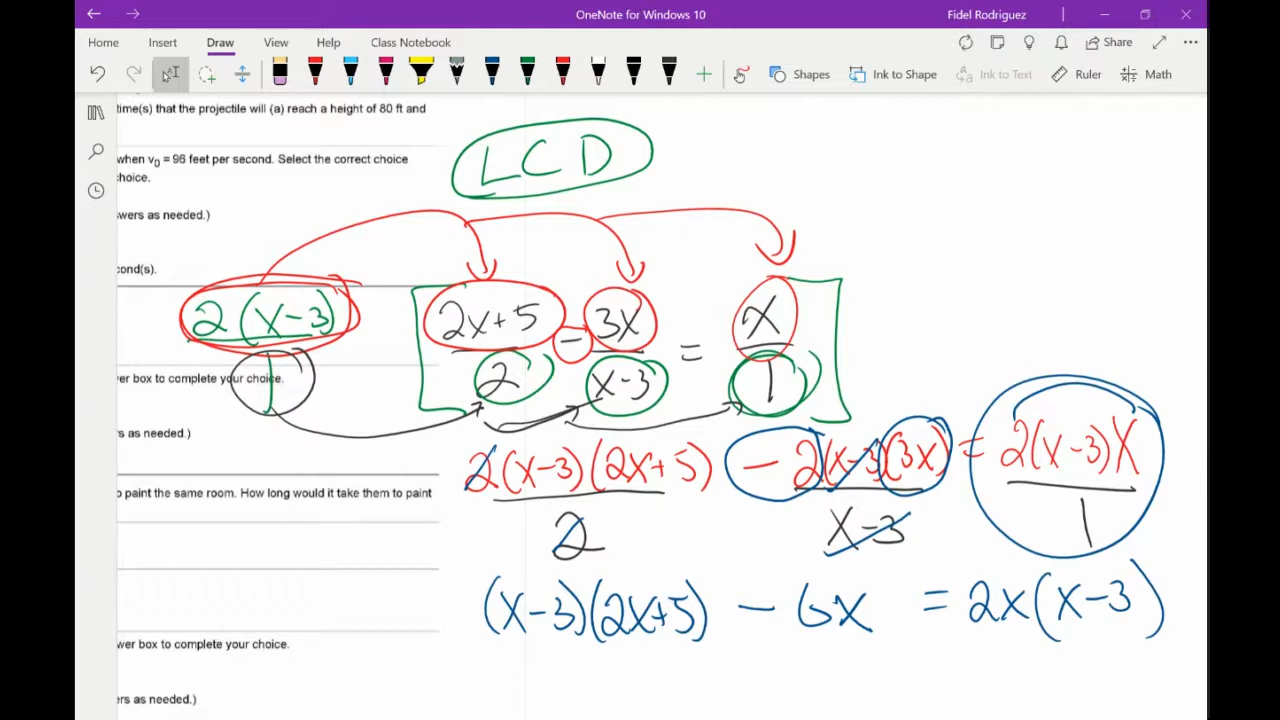 OneNote for Windows 10
Fidel Rodriguez
Home Insert Draw View Help Class Notebook
Share
Shapes Ink to Shape Ink to Text Ruler Math
time(s) that the projectile will (a) reach a height of 80 ft and
when v₀ = 96 feet per second. Select the correct choice
choice.
wers as needed.)
ond(s).
ver box to complete your choice.
s as needed.)
o paint the same room. How long would it take them to paint
ver box to complete your choice.
ers as needed.)
LCD
2(x-3)/1 [(2x+5)/2 - 3x/(x-3) = x/1]
2(x-3)(2x+5)/2 - 2(x-3)(3x)/(x-3) = 2(x-3)x/1
(x-3)(2x+5) - 6x = 2x(x-3)